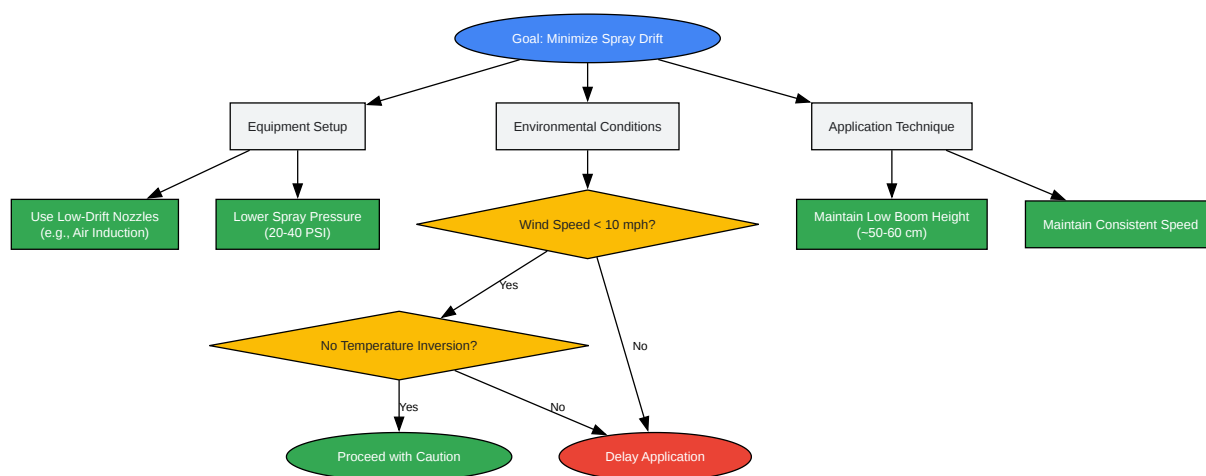 Goal: Minimize Spray Drift
Equipment Setup
Environmental Conditions
Application Technique
Use Low-Drift Nozzles
(e.g., Air Induction)
Lower Spray Pressure
(20-40 PSI)
Wind Speed < 10 mph?
Maintain Low Boom Height
(~50-60 cm)
Maintain Consistent Speed
Yes
No Temperature Inversion?
No
Yes
No
Proceed with Caution
Delay Application